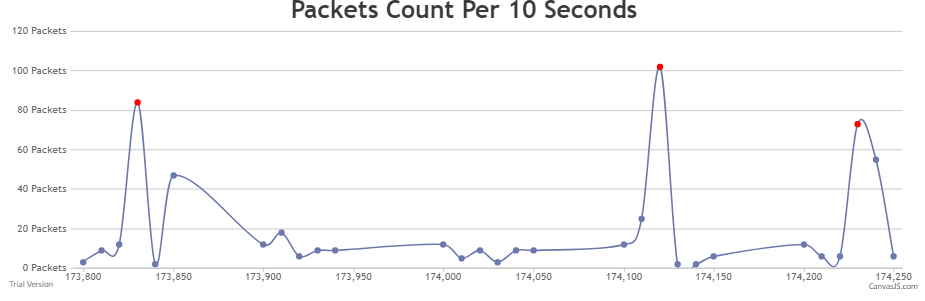 Packets Count Per 10 Seconds
120 Packets
100 Packets
80 Packets
60 Packets
40 Packets
20 Packets
0 Packets
173,800 173,850 173,900 173,950 174,000 174,050 174,100 174,150 174,200 174,250
Trial Version CanvasJS.com